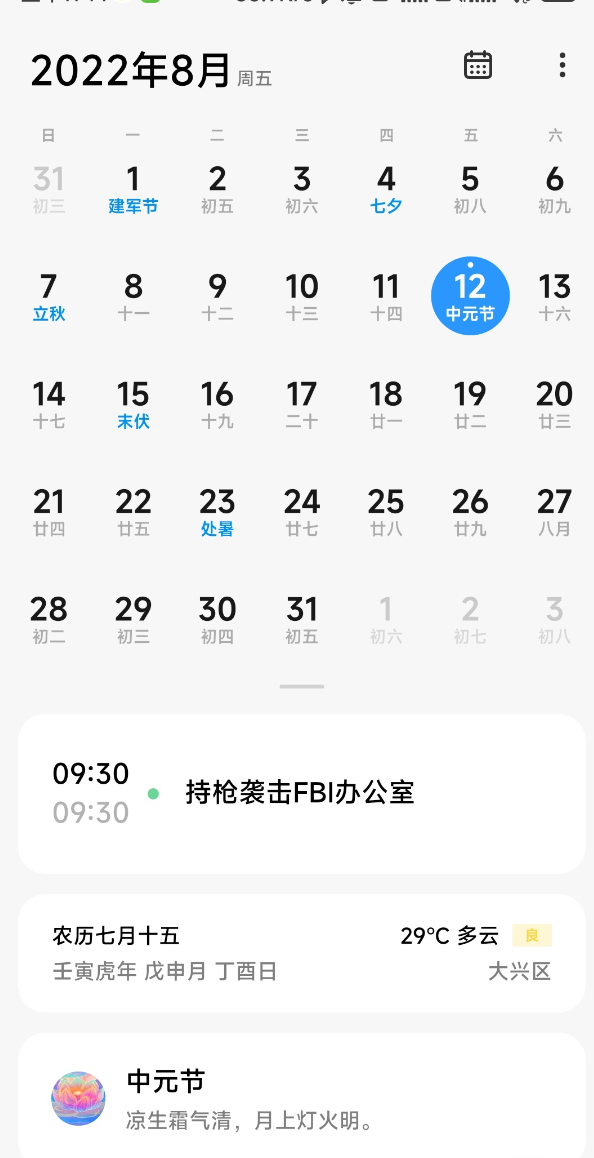 2022年8月 周五
日 一 二 三 四 五 六
31 1 2 3 4 5 6
初三 建军节 初五 初六 七夕 初八 初九
7 8 9 10 11 12 13
立秋 十一 十二 十三 十四 中元节 十六
14 15 16 17 18 19 20
十七 末伏 十九 二十 廿一 廿二 廿三
21 22 23 24 25 26 27
廿四 廿五 处暑 廿七 廿八 廿九 八月
28 29 30 31 1 2 3
初二 初三 初四 初五 初六 初七 初八
09:30
09:30
持枪袭击FBI办公室
农历七月十五 29°C 多云 良
壬寅虎年 戊申月 丁酉日 大兴区
中元节
凉生霜气清，月上灯火明。